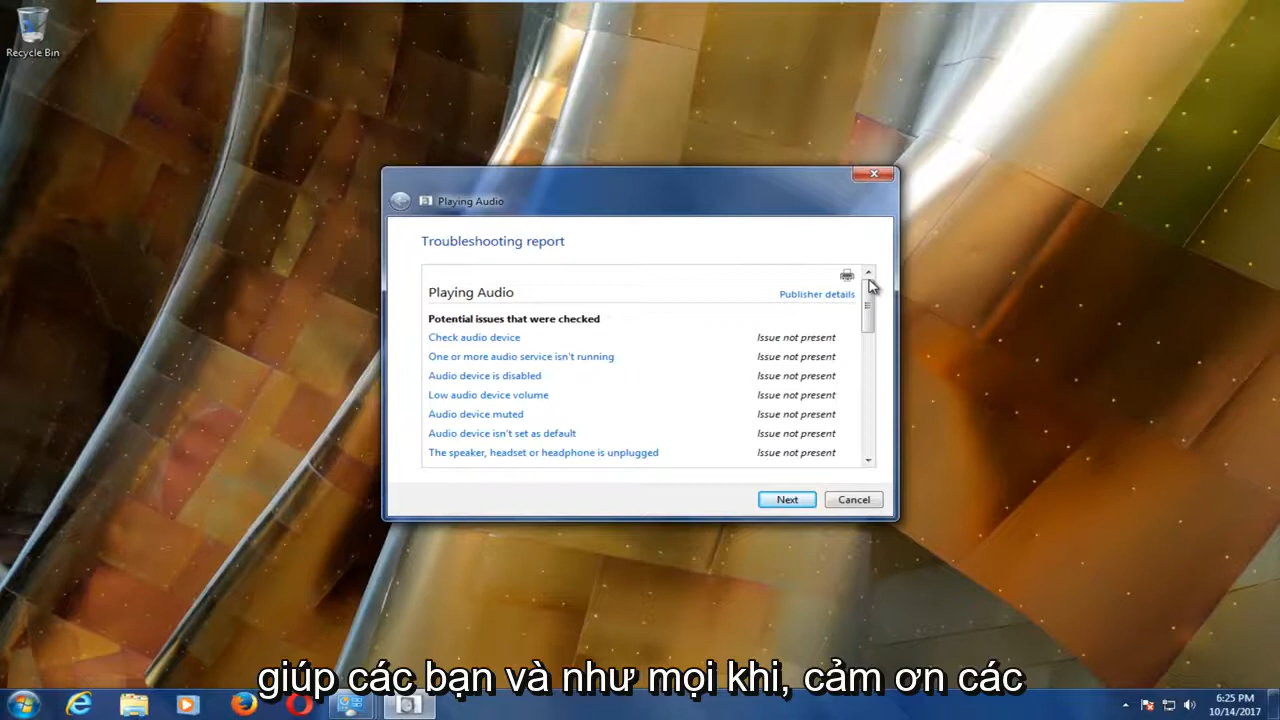 Recycle Bin
Playing Audio
Troubleshooting report
Playing Audio
Publisher details
Potential issues that were checked
Check audio device Issue not present
One or more audio service isn't running Issue not present
Audio device is disabled Issue not present
Low audio device volume Issue not present
Audio device muted Issue not present
Audio device isn't set as default Issue not present
The speaker, headset or headphone is unplugged Issue not present
Next Cancel
giúp các bạn và như mọi khi, cảm ơn các
6:25 PM
10/14/2017